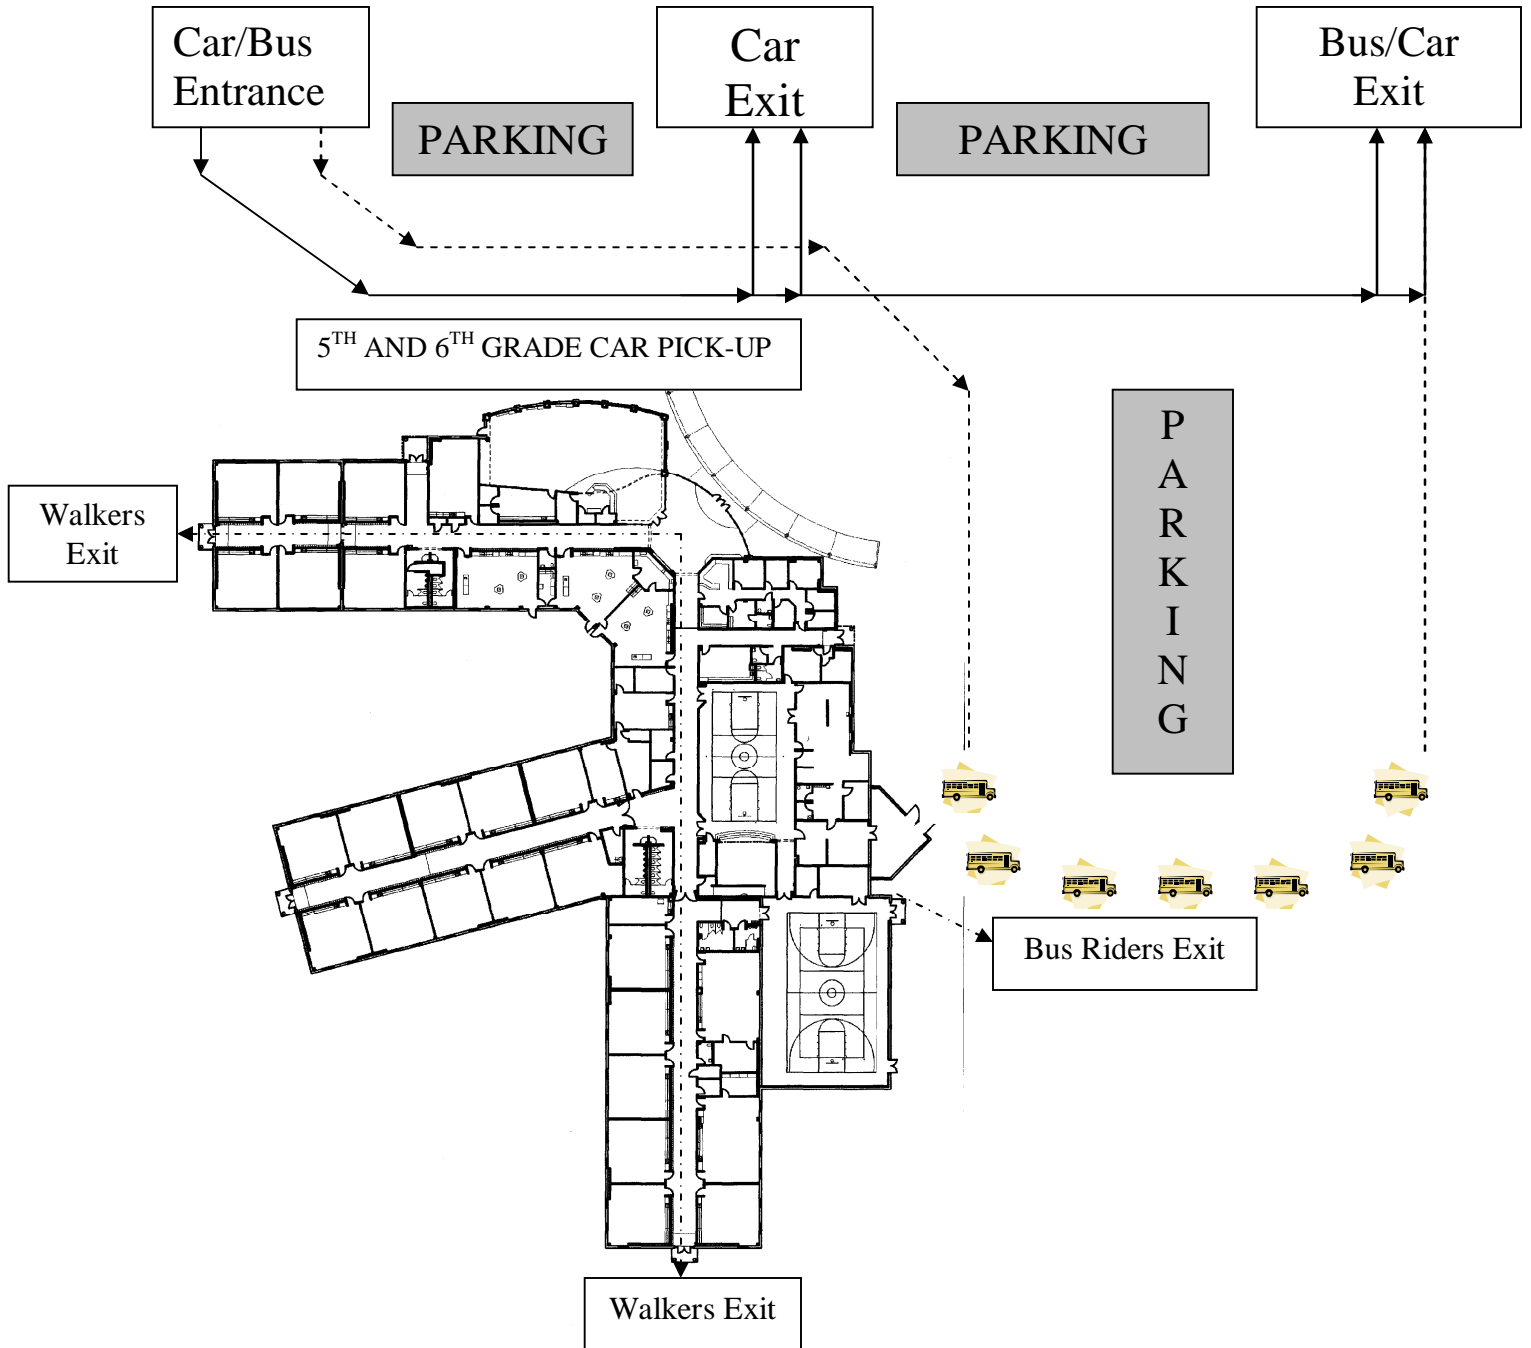 Car/Bus
Entrance
Car
Exit
Bus/Car
Exit
PARKING
PARKING
5TH AND 6TH GRADE CAR PICK-UP
P
A
R
K
I
N
G
Walkers
Exit
Bus Riders Exit
Walkers Exit